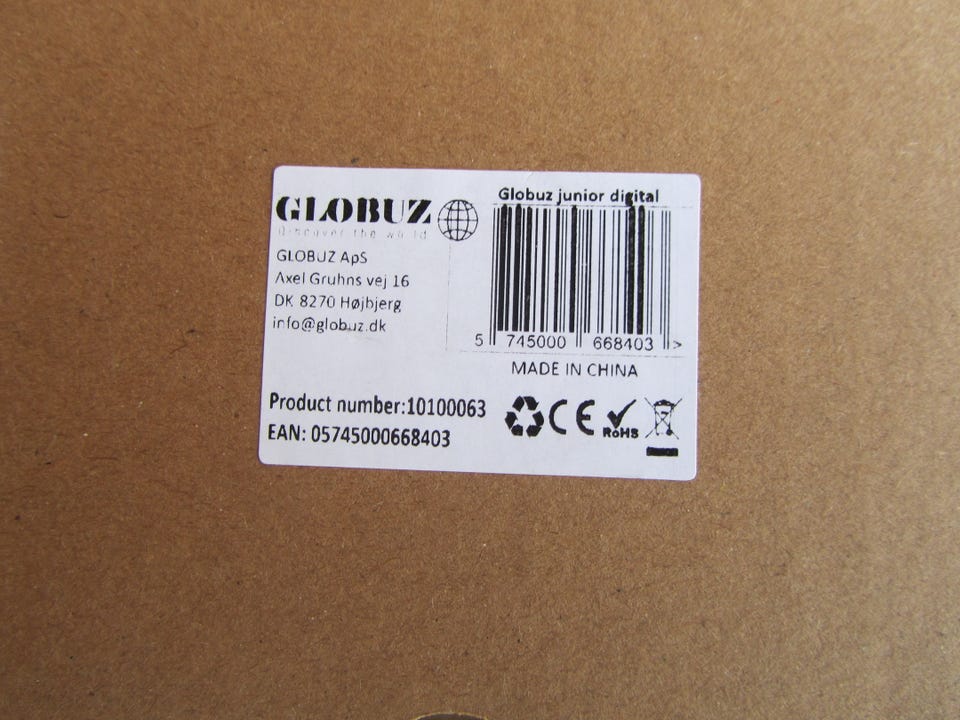 GLOBUZ
Discover the world
GLOBUZ ApS
Axel Gruhns vej 16
DK 8270 Højbjerg
info@globuz.dk
Globuz junior digital
5 745000 668403 >
MADE IN CHINA
Product number:10100063
EAN: 05745000668403
CE
RoHS